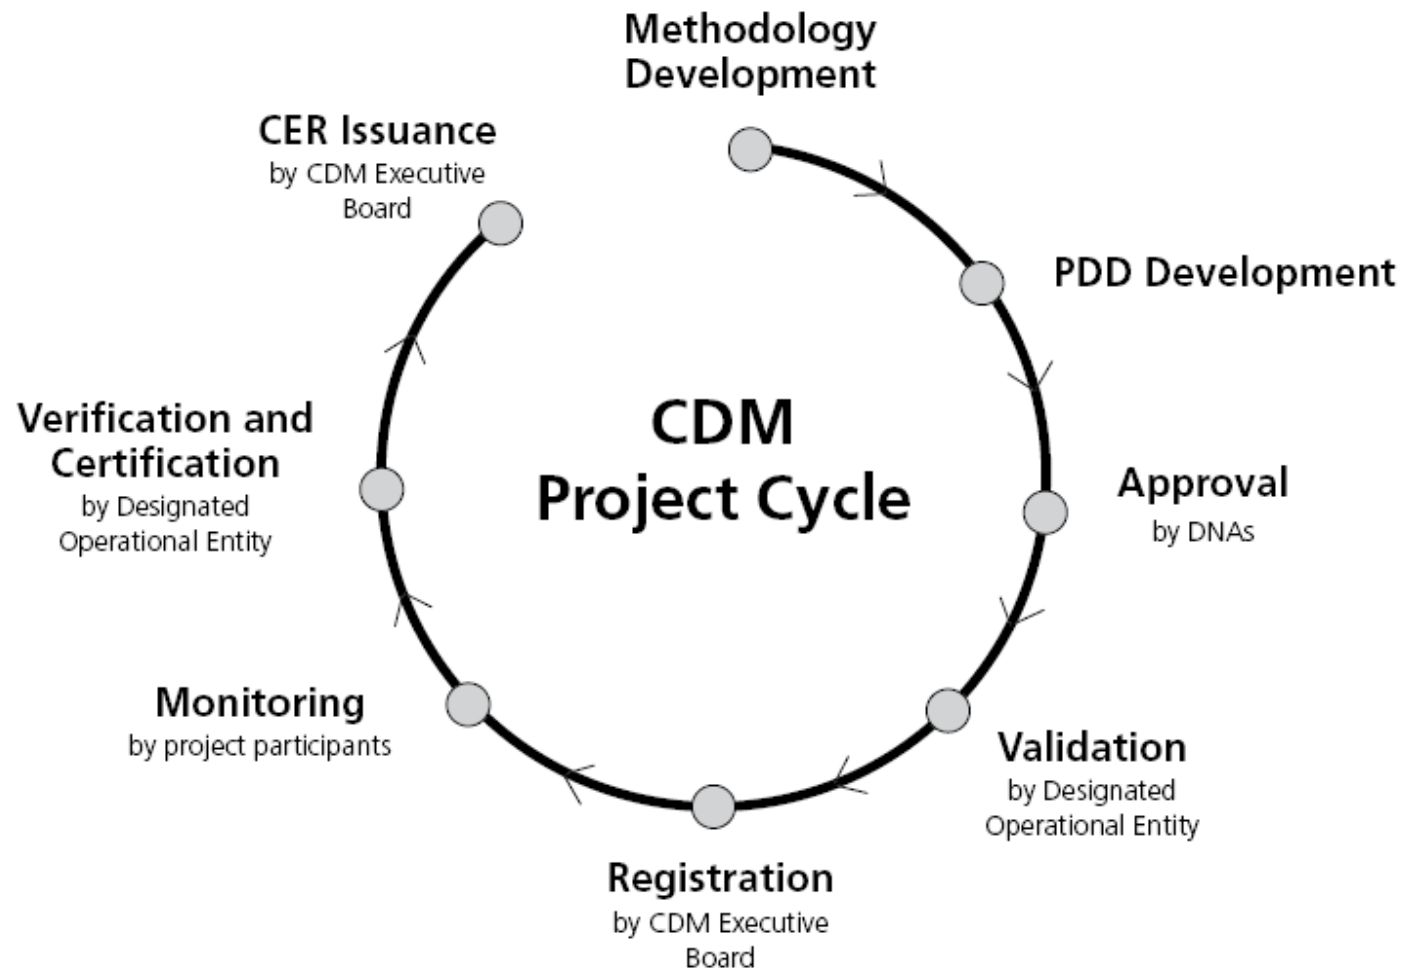 Methodology
Development
PDD Development
Approval
by DNAs
Validation
by Designated
Operational Entity
Registration
by CDM Executive
Board
Monitoring
by project participants
Verification and
Certification
by Designated
Operational Entity
CER Issuance
by CDM Executive
Board
CDM
Project Cycle